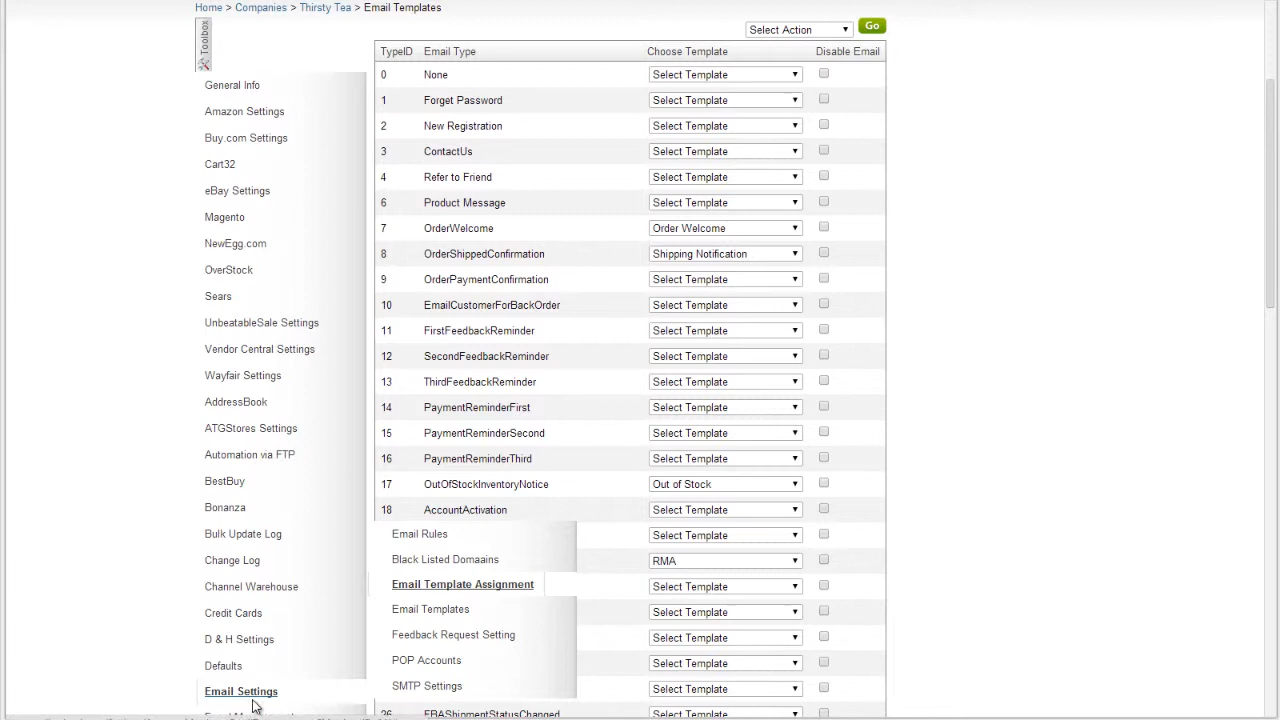 Home > Companies > Thirsty Tea > Email Templates
Toolbox
Select Action
Go
TypeID Email Type Choose Template Disable Email
0 None Select Template
1 Forget Password Select Template
2 New Registration Select Template
3 ContactUs Select Template
4 Refer to Friend Select Template
6 Product Message Select Template
7 OrderWelcome Order Welcome
8 OrderShippedConfirmation Shipping Notification
9 OrderPaymentConfirmation Select Template
10 EmailCustomerForBackOrder Select Template
11 FirstFeedbackReminder Select Template
12 SecondFeedbackReminder Select Template
13 ThirdFeedbackReminder Select Template
14 PaymentReminderFirst Select Template
15 PaymentReminderSecond Select Template
16 PaymentReminderThird Select Template
17 OutOfStockInventoryNotice Out of Stock
18 AccountActivation Select Template
Select Template
RMA
Select Template
Select Template
Select Template
Select Template
Select Template
26 FBAShipmentStatusChanged Select Template
General Info
Amazon Settings
Buy.com Settings
Cart32
eBay Settings
Magento
NewEgg.com
OverStock
Sears
UnbeatableSale Settings
Vendor Central Settings
Wayfair Settings
AddressBook
ATGStores Settings
Automation via FTP
BestBuy
Bonanza
Bulk Update Log
Change Log
Channel Warehouse
Credit Cards
D & H Settings
Defaults
Email Settings
Email Rules
Black Listed Domaains
Email Template Assignment
Email Templates
Feedback Request Setting
POP Accounts
SMTP Settings